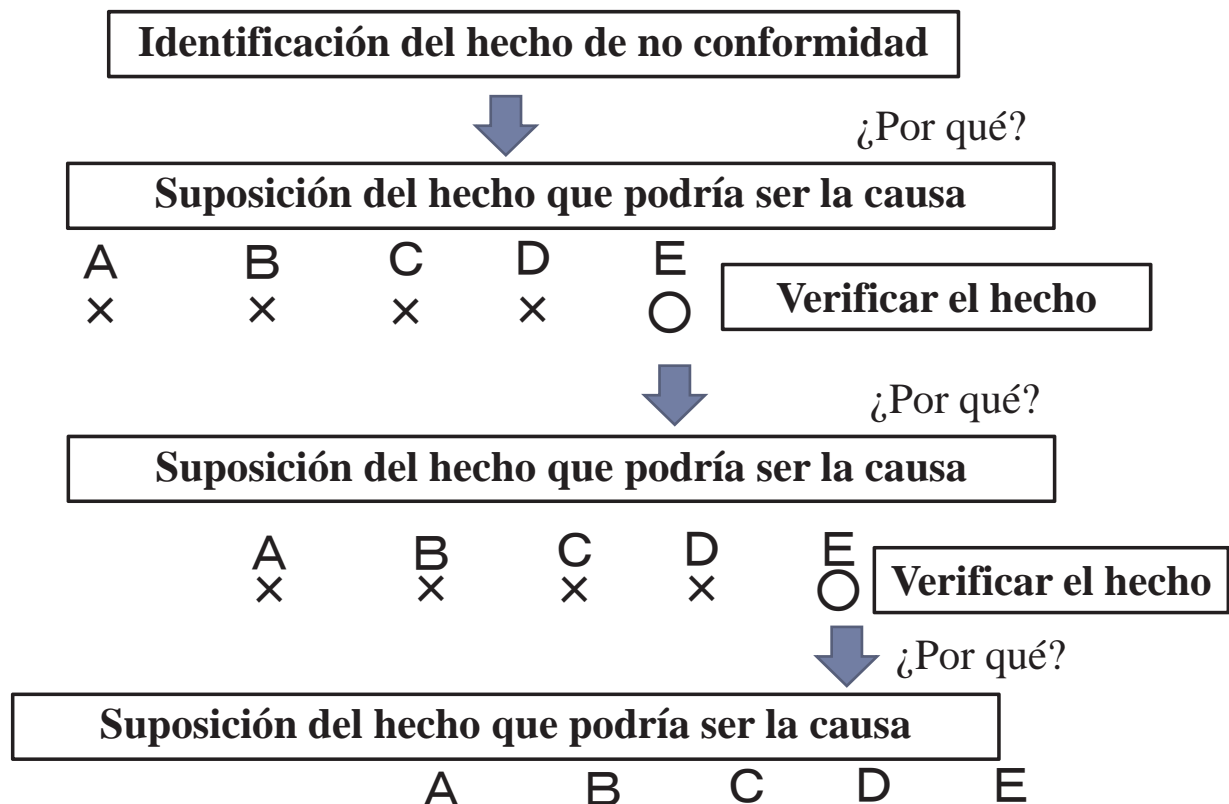 Identificación del hecho de no conformidad
¿Por qué?
Suposición del hecho que podría ser la causa
A B C D E
× × × × ○
Verificar el hecho
¿Por qué?
Suposición del hecho que podría ser la causa
A B C D E
× × × × ○
Verificar el hecho
¿Por qué?
Suposición del hecho que podría ser la causa
A B C D E